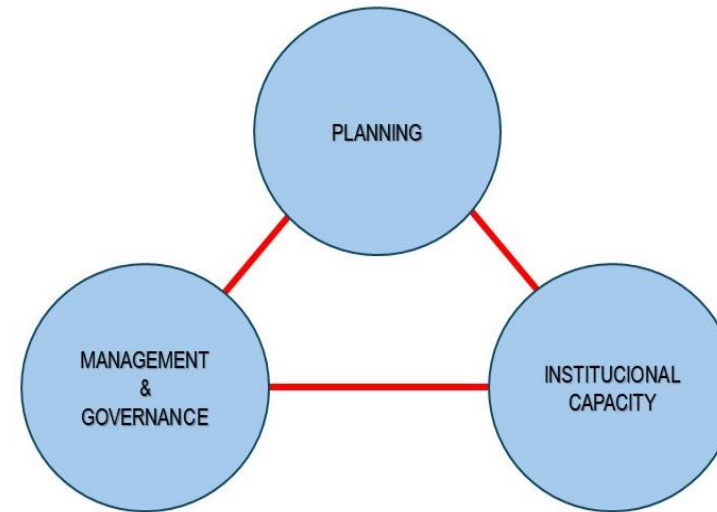 PLANNING
MANAGEMENT
&
GOVERNANCE
INSTITUCIONAL
CAPACITY